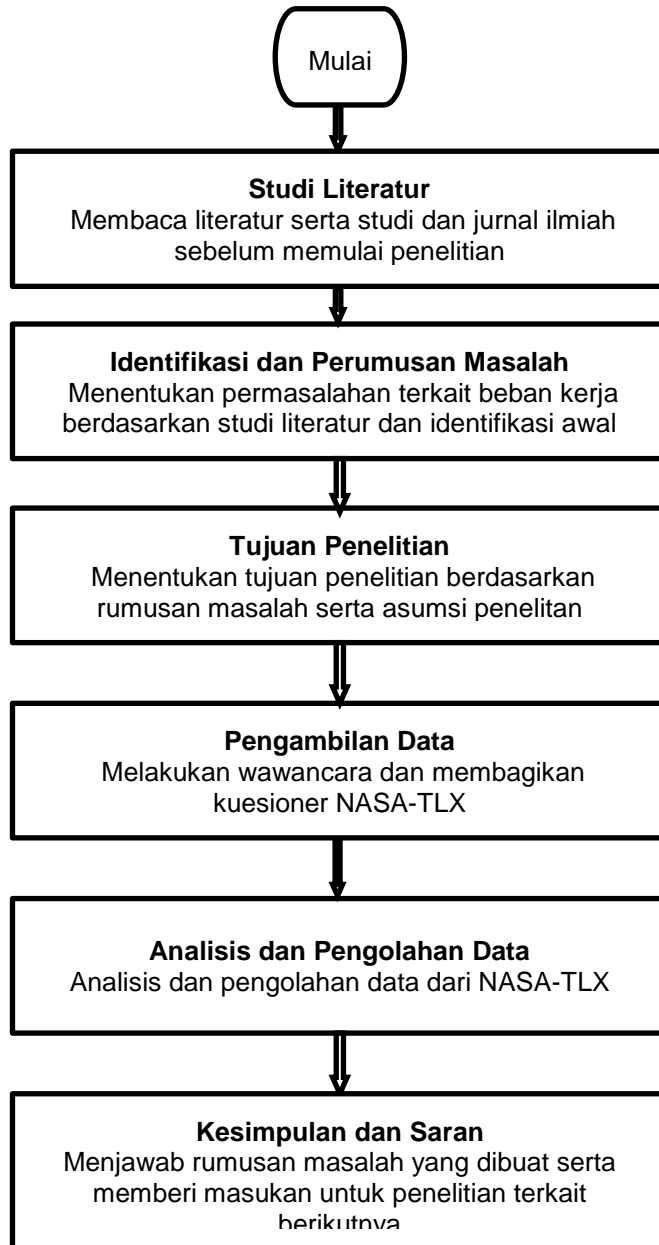 Mulai
Studi Literatur
Membaca literatur serta studi dan jurnal ilmiah
sebelum memulai penelitian
Identifikasi dan Perumusan Masalah
Menentukan permasalahan terkait beban kerja
berdasarkan studi literatur dan identifikasi awal
Tujuan Penelitian
Menentukan tujuan penelitian berdasarkan
rumusan masalah serta asumsi penelitan
Pengambilan Data
Melakukan wawancara dan membagikan
kuesioner NASA-TLX
Analisis dan Pengolahan Data
Analisis dan pengolahan data dari NASA-TLX
Kesimpulan dan Saran
Menjawab rumusan masalah yang dibuat serta
memberi masukan untuk penelitian terkait
berikutnya